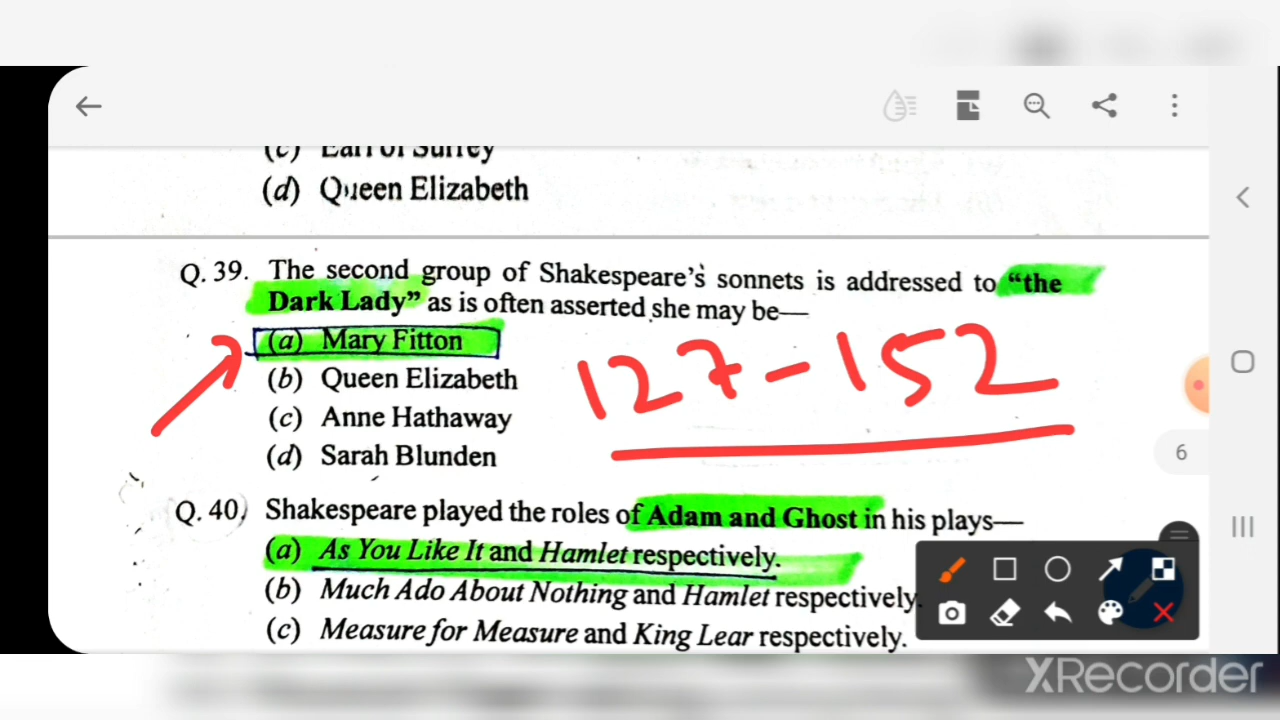 (c) Earl of Surrey
(d) Queen Elizabeth
Q. 39. The second group of Shakespeare's sonnets is addressed to "the
Dark Lady" as is often asserted she may be—
(a) Mary Fitton
(b) Queen Elizabeth
(c) Anne Hathaway
(d) Sarah Blunden
127-152
6
Q. 40. Shakespeare played the roles of Adam and Ghost in his plays—
(a) As You Like It and Hamlet respectively.
(b) Much Ado About Nothing and Hamlet respectively.
(c) Measure for Measure and King Lear respectively.
XRecorder